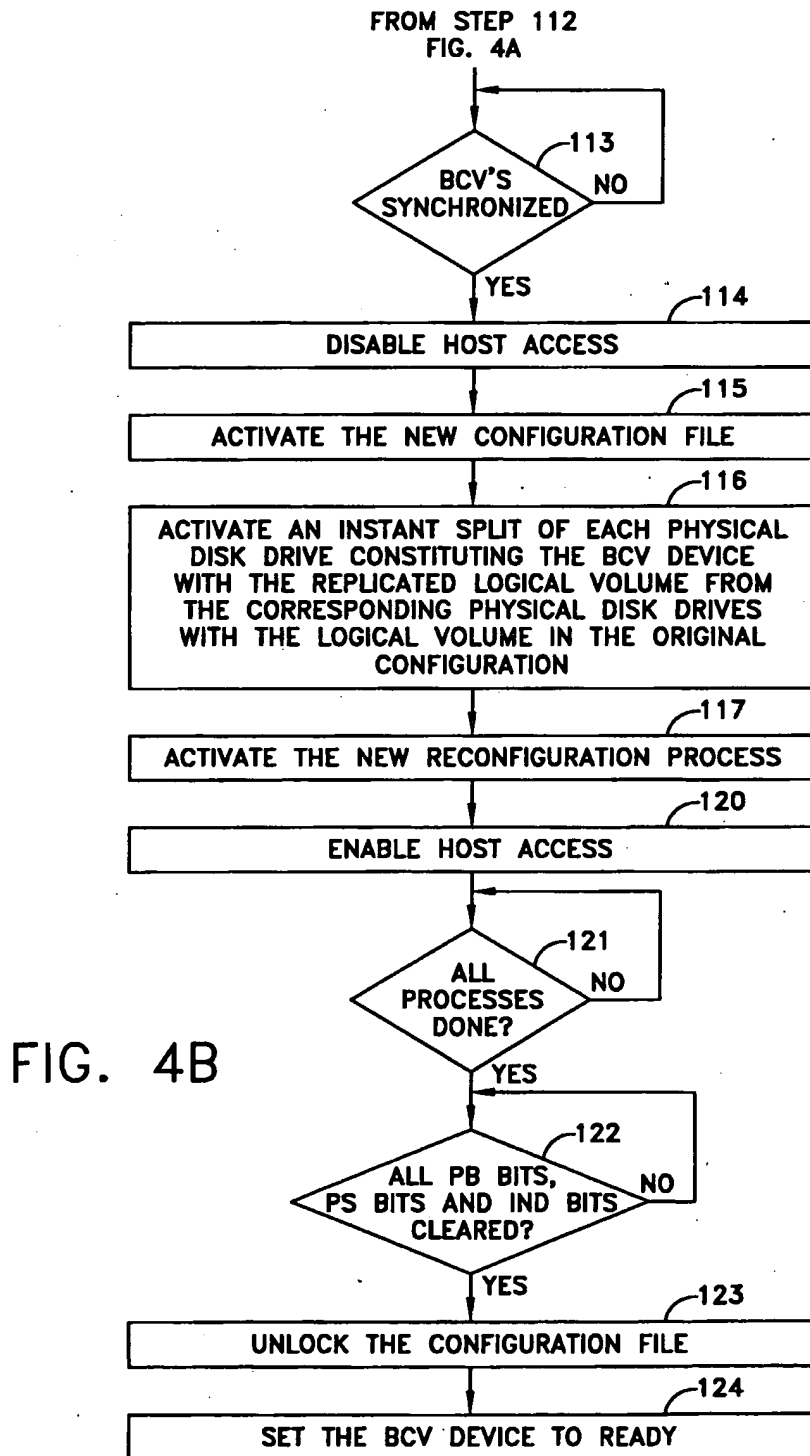 FROM STEP 112
FIG. 4A
113
BCV'S
SYNCHRONIZED
NO
YES
114
DISABLE HOST ACCESS
115
ACTIVATE THE NEW CONFIGURATION FILE
116
ACTIVATE AN INSTANT SPLIT OF EACH PHYSICAL
DISK DRIVE CONSTITUTING THE BCV DEVICE
WITH THE REPLICATED LOGICAL VOLUME FROM
THE CORRESPONDING PHYSICAL DISK DRIVES
WITH THE LOGICAL VOLUME IN THE ORIGINAL
CONFIGURATION
117
ACTIVATE THE NEW RECONFIGURATION PROCESS
120
ENABLE HOST ACCESS
121
ALL
PROCESSES
DONE?
NO
YES
FIG. 4B
122
ALL PB BITS,
PS BITS AND IND BITS
CLEARED?
NO
YES
123
UNLOCK THE CONFIGURATION FILE
124
SET THE BCV DEVICE TO READY